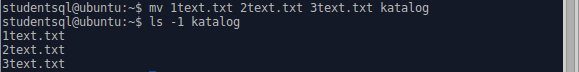 studentsql@ubuntu:~$ mv 1text.txt 2text.txt 3text.txt katalog
studentsql@ubuntu:~$ ls -1 katalog
1text.txt
2text.txt
3text.txt